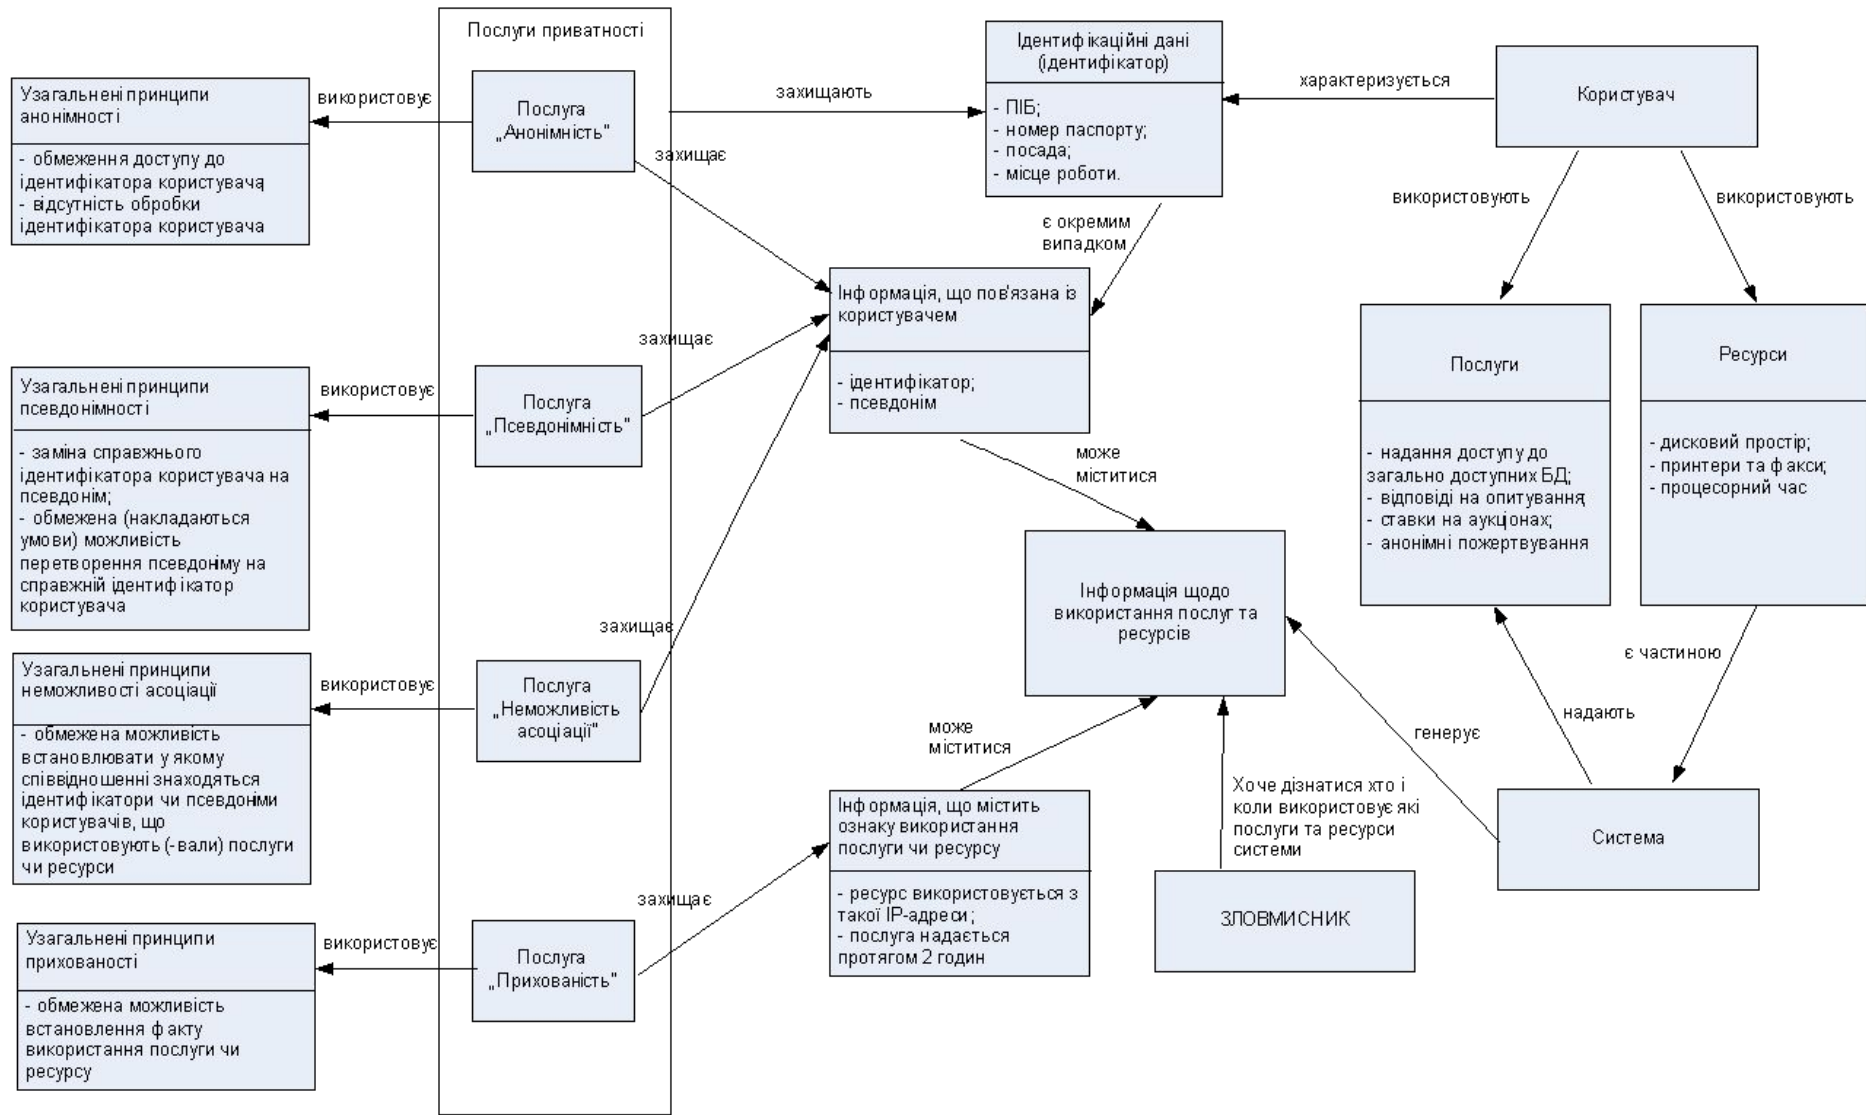 Послуги приватності
Узагальнені принципи
анонімності
- обмеження доступу до
ідентифікатора користувача
- відсутність обробки
ідентифікатора користувача
використовує
Послуга
„Анонімність"
захищають
захищає
Ідентифікаційні дані
(ідентифікатор)
- ПІБ;
- номер паспорту;
- посада;
- місце роботи.
характеризується
Користувач
є окремим
випадком
використовують
використовують
Інформація, що пов'язана із
користувачем
- ідентифікатор;
- псевдонім
захищає
Узагальнені принципи
псевдонімності
- заміна справжнього
ідентифікатора користувача на
псевдонім;
- обмежена (накладаються
умови) можливість
перетворення псевдоніму на
справжній ідентифікатор
користувача
використовує
Послуга
„Псевдонімність"
Послуги
- надання доступу до
загально доступних БД;
- відповіді на опитування;
- ставки на аукціонах;
- анонімні пожертвування
Ресурси
- дисковий простір;
- принтери та факси;
- процесорний час
може
міститися
Інформація щодо
використання послуг та
ресурсів
захищає
Узагальнені принципи
неможливості асоціації
- обмежена можливість
встановлювати у якому
співвідношенні знаходяться
ідентифікатори чи псевдоніми
користувачів, що
використовують (-вали) послуги
чи ресурси
використовує
Послуга
„Неможливість
асоціації"
є частиною
надають
генерує
може
міститися
Хоче дізнатися хто і
коли використовує які
послуги та ресурси
системи
Система
ЗЛОВМИСНИК
Інформація, що містить
ознаку використання
послуги чи ресурсу
- ресурс використовується з
такої IP-адреси;
- послуга надається
протягом 2 годин
захищає
Узагальнені принципи
прихованості
- обмежена можливість
встановлення факту
використання послуги чи
ресурсу
використовує
Послуга
„Прихованість"